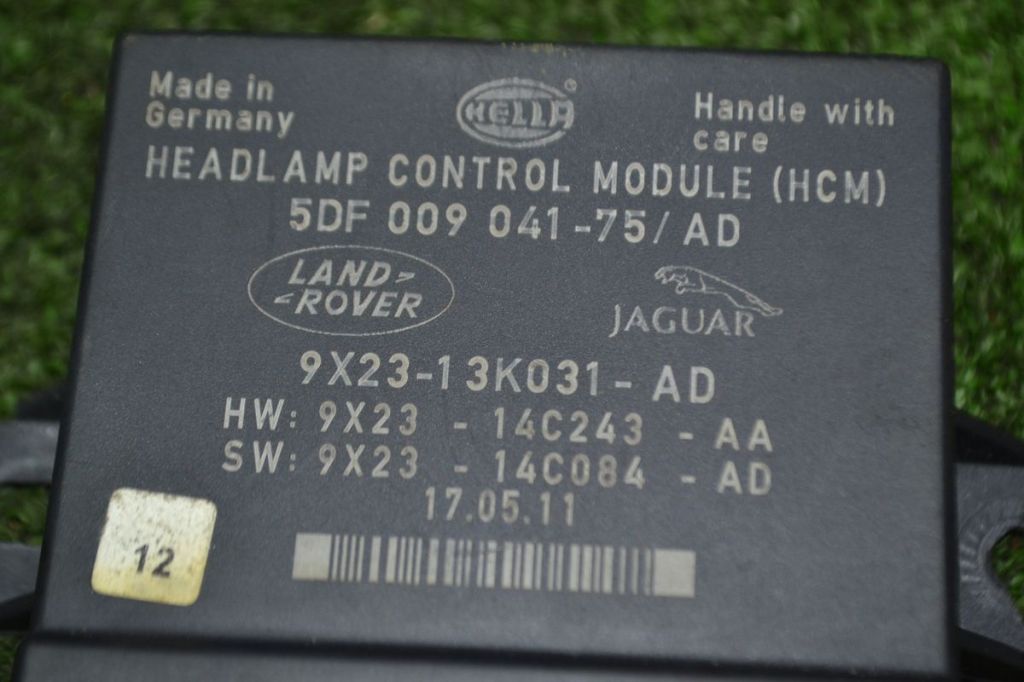 Made in
Germany
HELLA
®
Handle with
care
HEADLAMP CONTROL MODULE (HCM)
5DF 009 041-75/ AD
LAND
ROVER
JAGUAR
9X23-13K031- AD
HW: 9X23 - 14C243 - AA
SW: 9X23 - 14C084 - AD
17.05.11
12